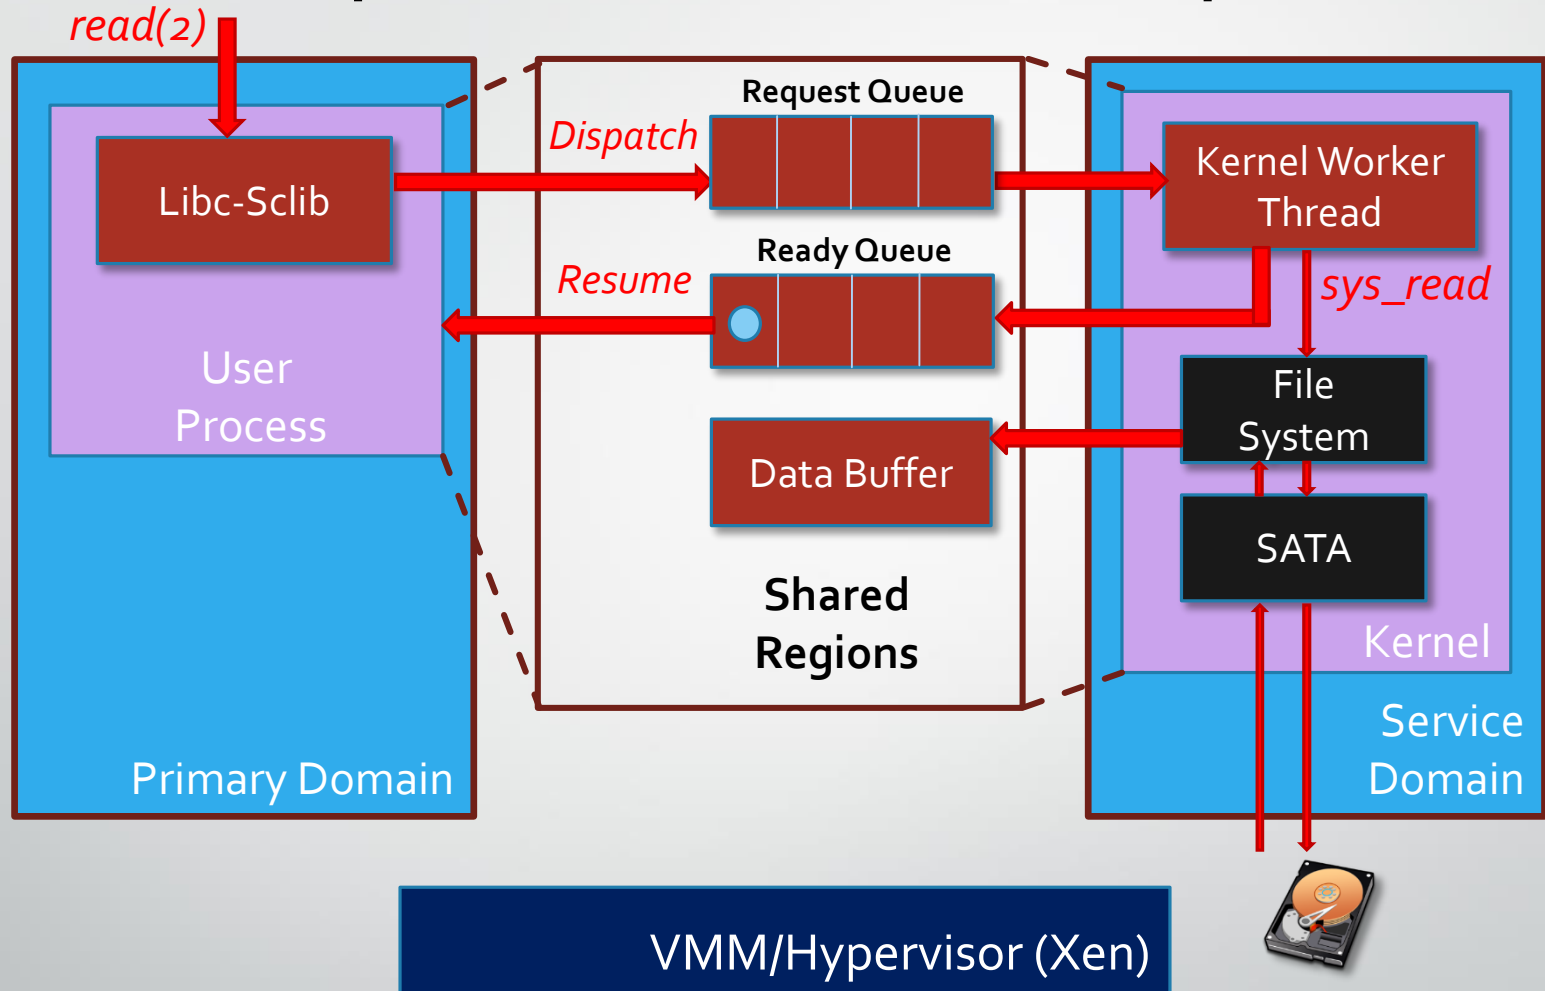 read(2)
Libc-Sclib
User
Process
Primary Domain
Dispatch
Resume
Request Queue
Ready Queue
Data Buffer
Shared
Regions
Kernel Worker
Thread
sys_read
File
System
SATA
Kernel
Service
Domain
VMM/Hypervisor (Xen)